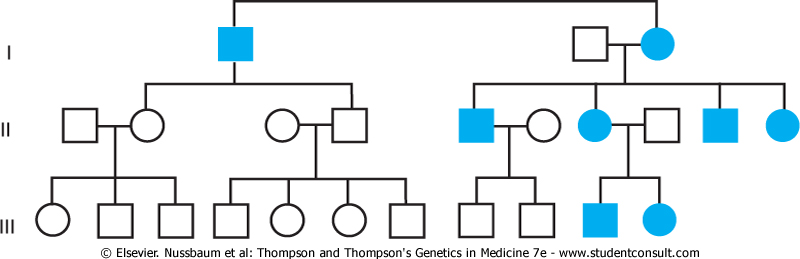 I
II
III
© Elsevier. Nussbaum et al: Thompson and Thompson's Genetics in Medicine 7e - www.studentconsult.com